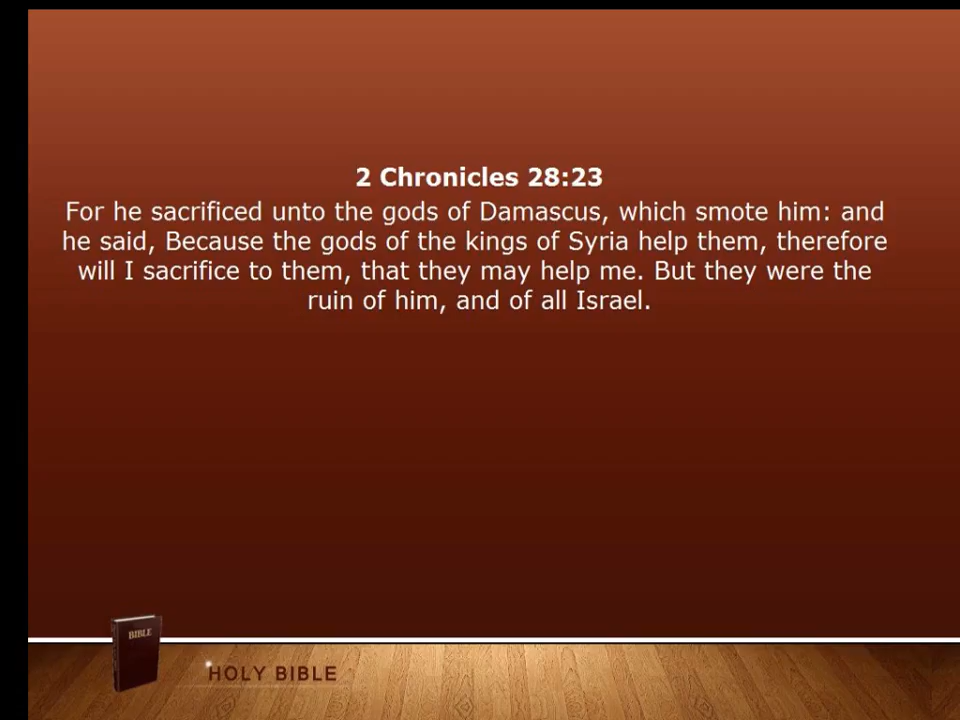 2 Chronicles 28:23
For he sacrificed unto the gods of Damascus, which smote him: and
he said, Because the gods of the kings of Syria help them, therefore
will I sacrifice to them, that they may help me. But they were the
ruin of him, and of all Israel.
BIBLE
HOLY BIBLE